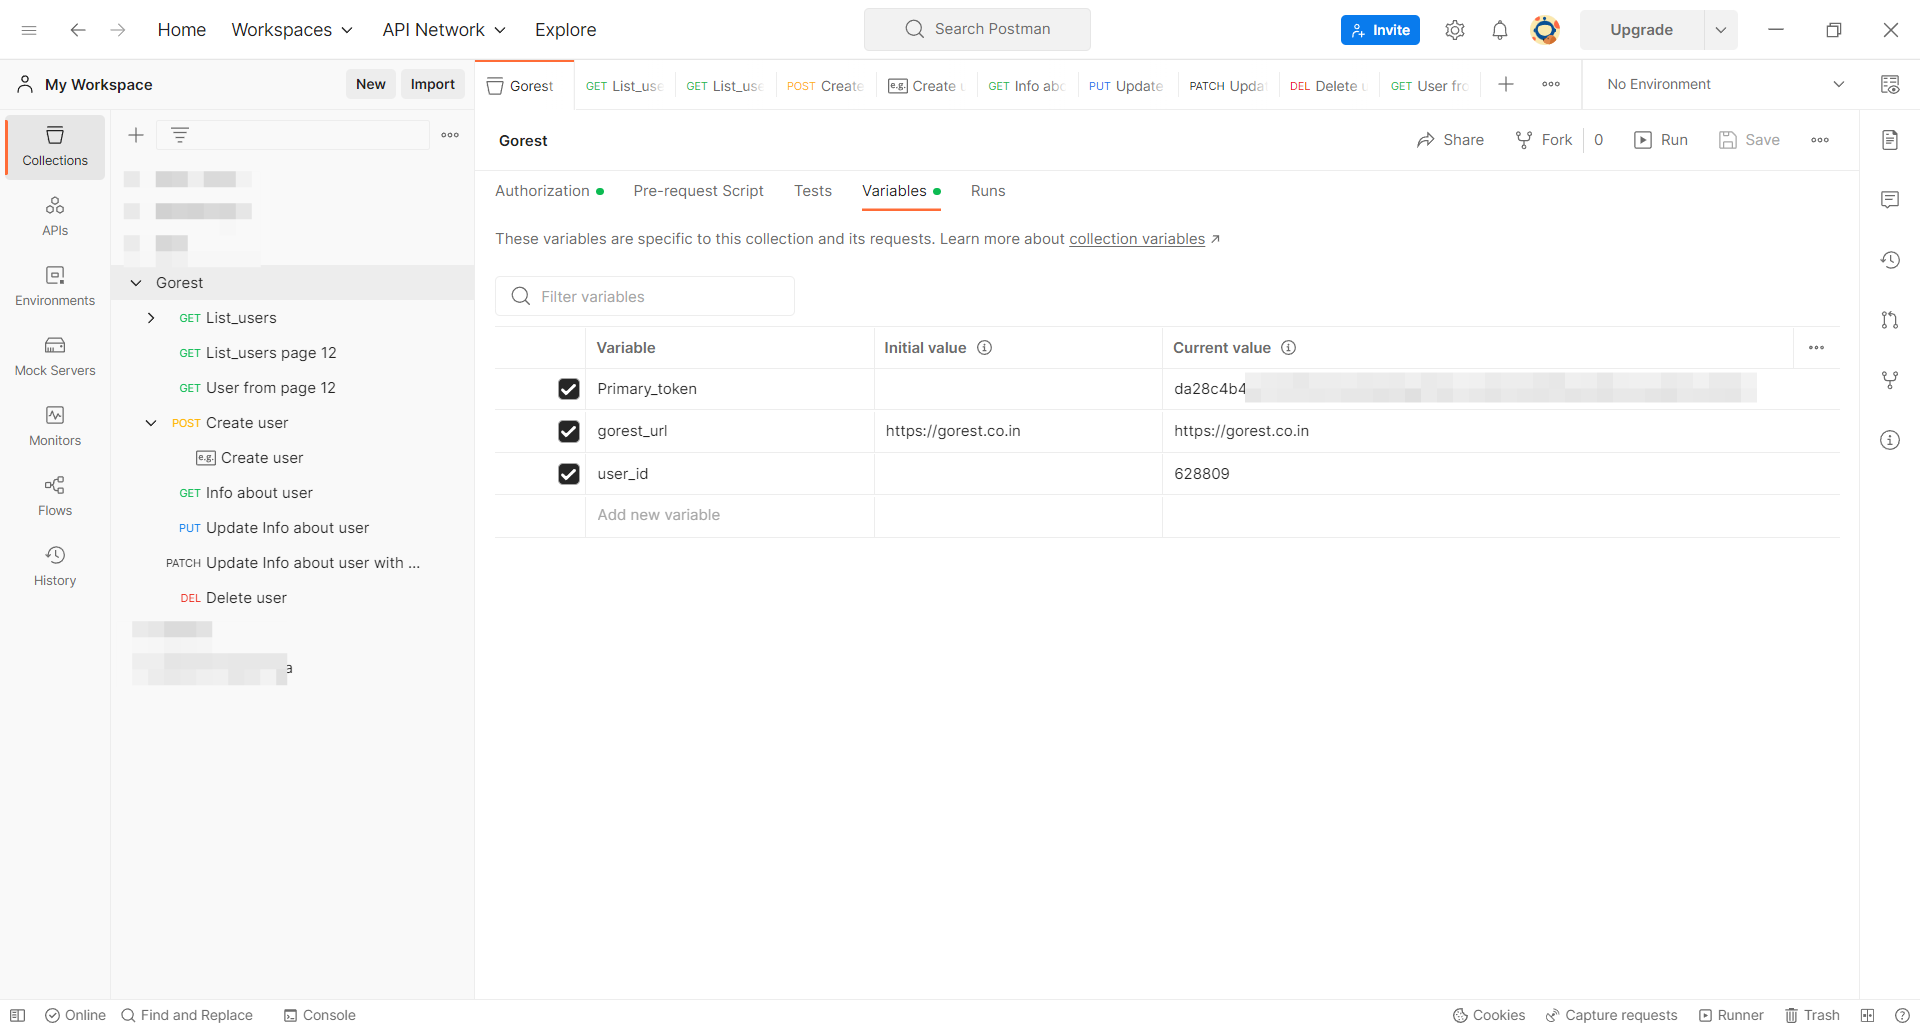 Home Workspaces API Network Explore Search Postman Invite Upgrade
My Workspace New Import
Gorest GET List_use GET List_use POST Create e.g. Create u GET Info abo PUT Update PATCH Upda DEL Delete u GET User fro No Environment
Collections
APIs
Environments
Mock Servers
Monitors
Flows
History
Gorest
GET List_users
GET List_users page 12
GET User from page 12
POST Create user
e.g. Create user
GET Info about user
PUT Update Info about user
PATCH Update Info about user with ...
DEL Delete user
a
Gorest Share Fork 0 Run Save
Authorization Pre-request Script Tests Variables Runs
These variables are specific to this collection and its requests. Learn more about collection variables ↗
Filter variables
Variable Initial value Current value
Primary_token da28c4b4
gorest_url https://gorest.co.in https://gorest.co.in
user_id 628809
Add new variable
Online Find and Replace Console Cookies Capture requests Runner Trash